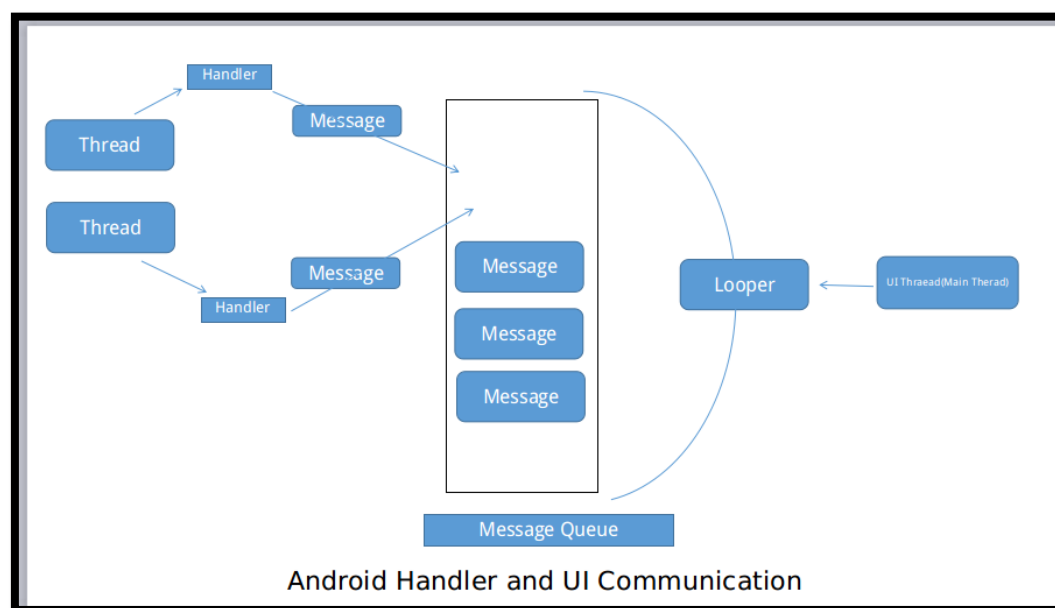 Handler
Message
Thread
Thread
Message
Handler
Message
Message
Message
Looper
UI Thraead(Main Therad)
Message Queue
Android Handler and UI Communication